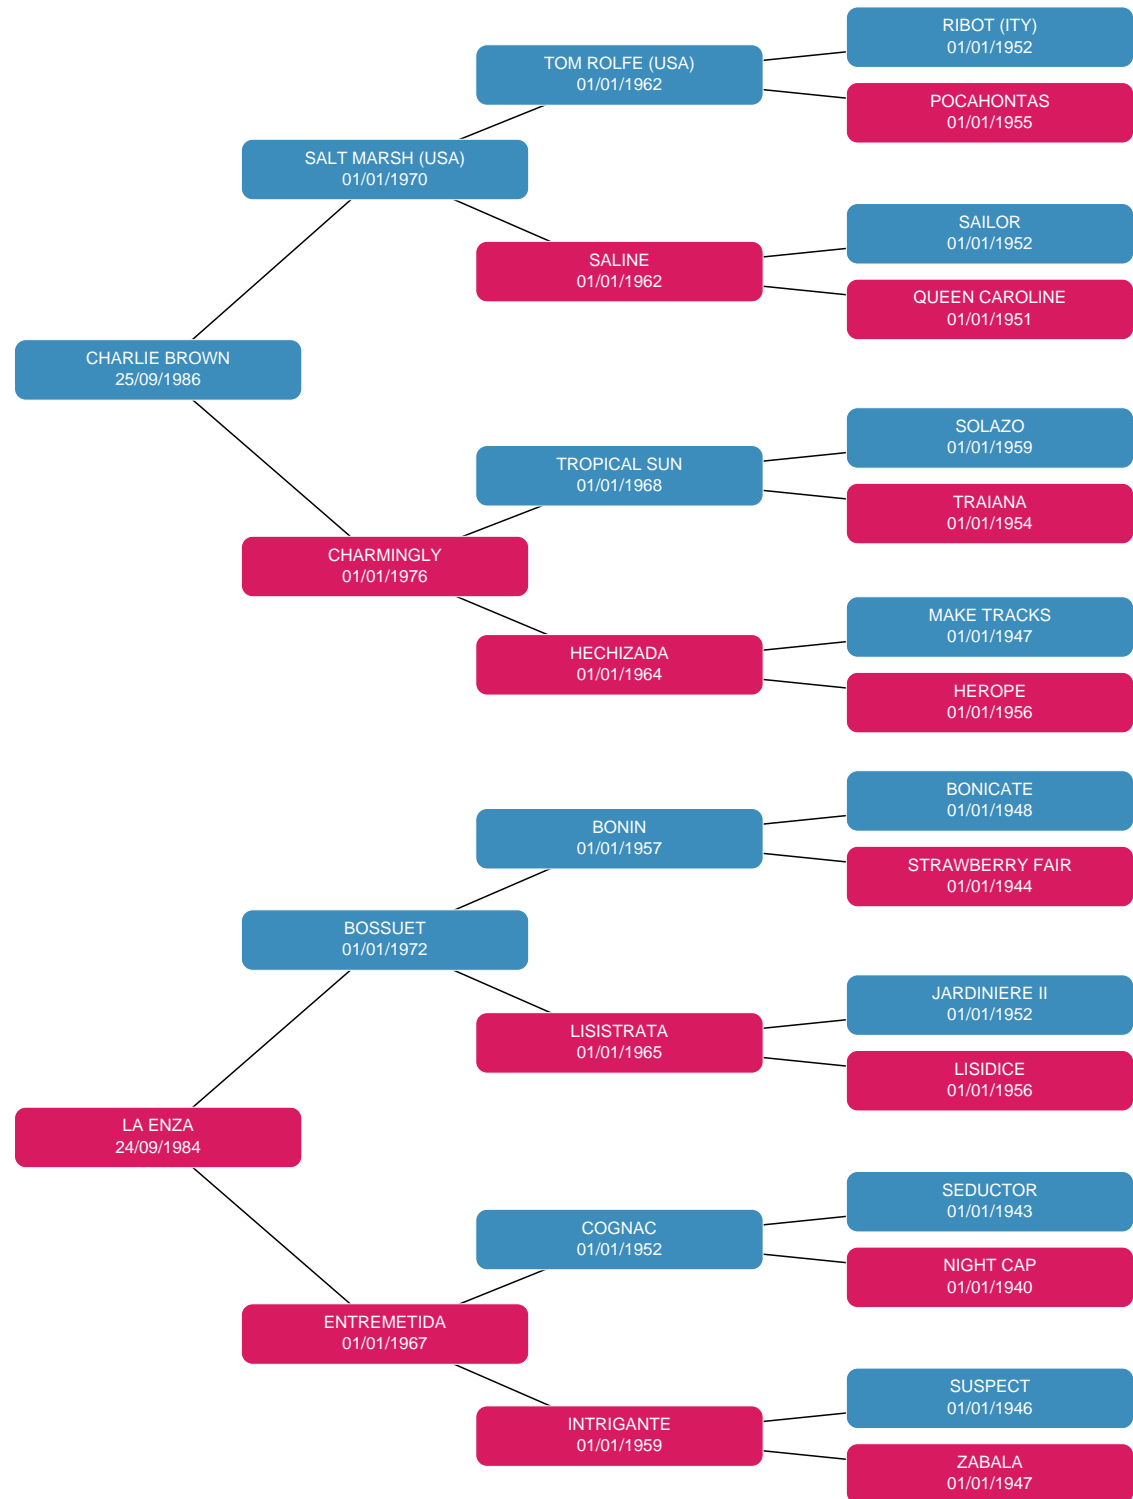 RIBOT (ITY)
01/01/1952
TOM ROLFE (USA)
01/01/1962
POCAHONTAS
01/01/1955
SALT MARSH (USA)
01/01/1970
SAILOR
01/01/1952
SALINE
01/01/1962
QUEEN CAROLINE
01/01/1951
CHARLIE BROWN
25/09/1986
SOLAZO
01/01/1959
TROPICAL SUN
01/01/1968
TRAIANA
01/01/1954
CHARMINGLY
01/01/1976
MAKE TRACKS
01/01/1947
HECHIZADA
01/01/1964
HEROPE
01/01/1956
BONICATE
01/01/1948
BONIN
01/01/1957
STRAWBERRY FAIR
01/01/1944
BOSSUET
01/01/1972
JARDINIERE II
01/01/1952
LISISTRATA
01/01/1965
LISIDICE
01/01/1956
LA ENZA
24/09/1984
SEDUCTOR
01/01/1943
COGNAC
01/01/1952
NIGHT CAP
01/01/1940
ENTREMETIDA
01/01/1967
SUSPECT
01/01/1946
INTRIGANTE
01/01/1959
ZABALA
01/01/1947